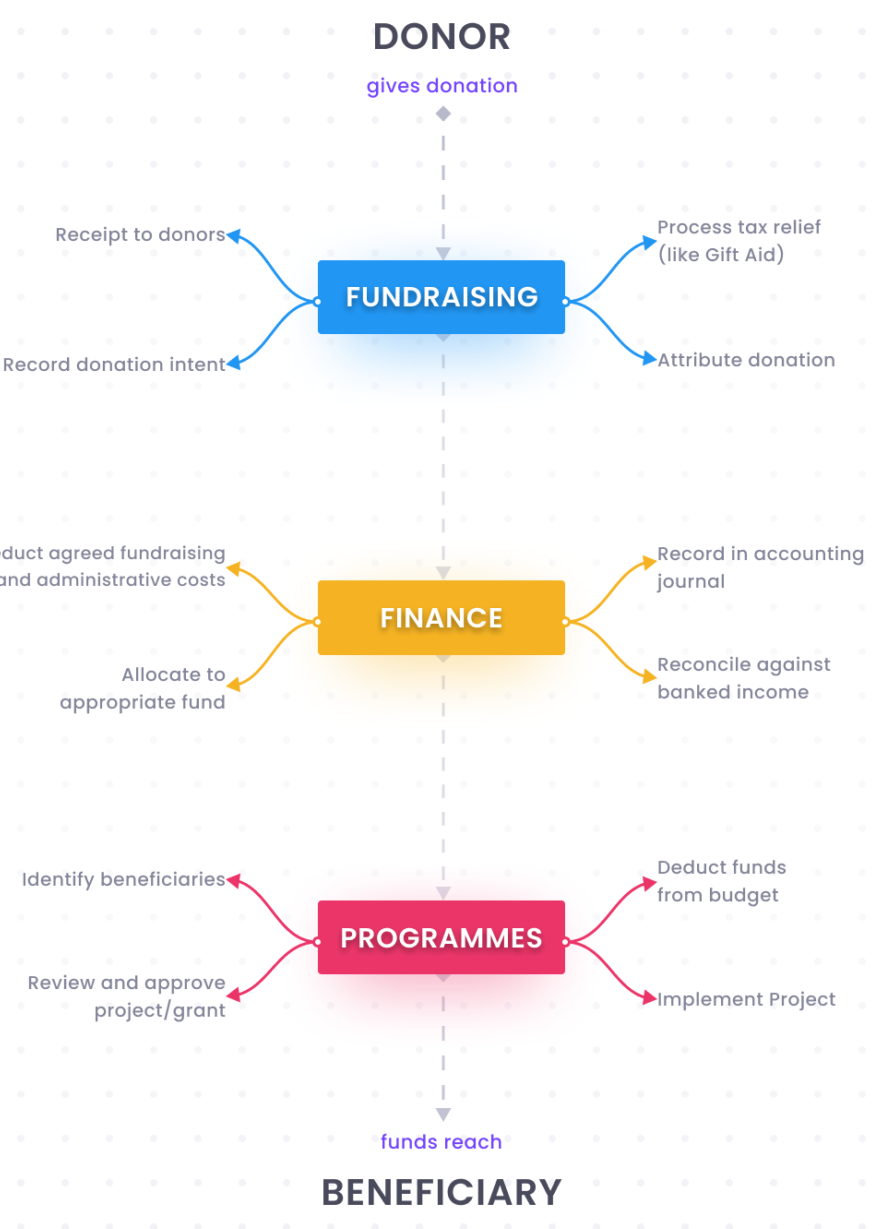 DONOR
gives donation
Receipt to donors
Process tax relief
(like Gift Aid)
FUNDRAISING
Record donation intent
Attribute donation
duct agreed fundraising
and administrative costs
Record in accounting
journal
FINANCE
Allocate to
appropriate fund
Reconcile against
banked income
Identify beneficiaries
Deduct funds
from budget
PROGRAMMES
Review and approve
project/grant
Implement Project
funds reach
BENEFICIARY